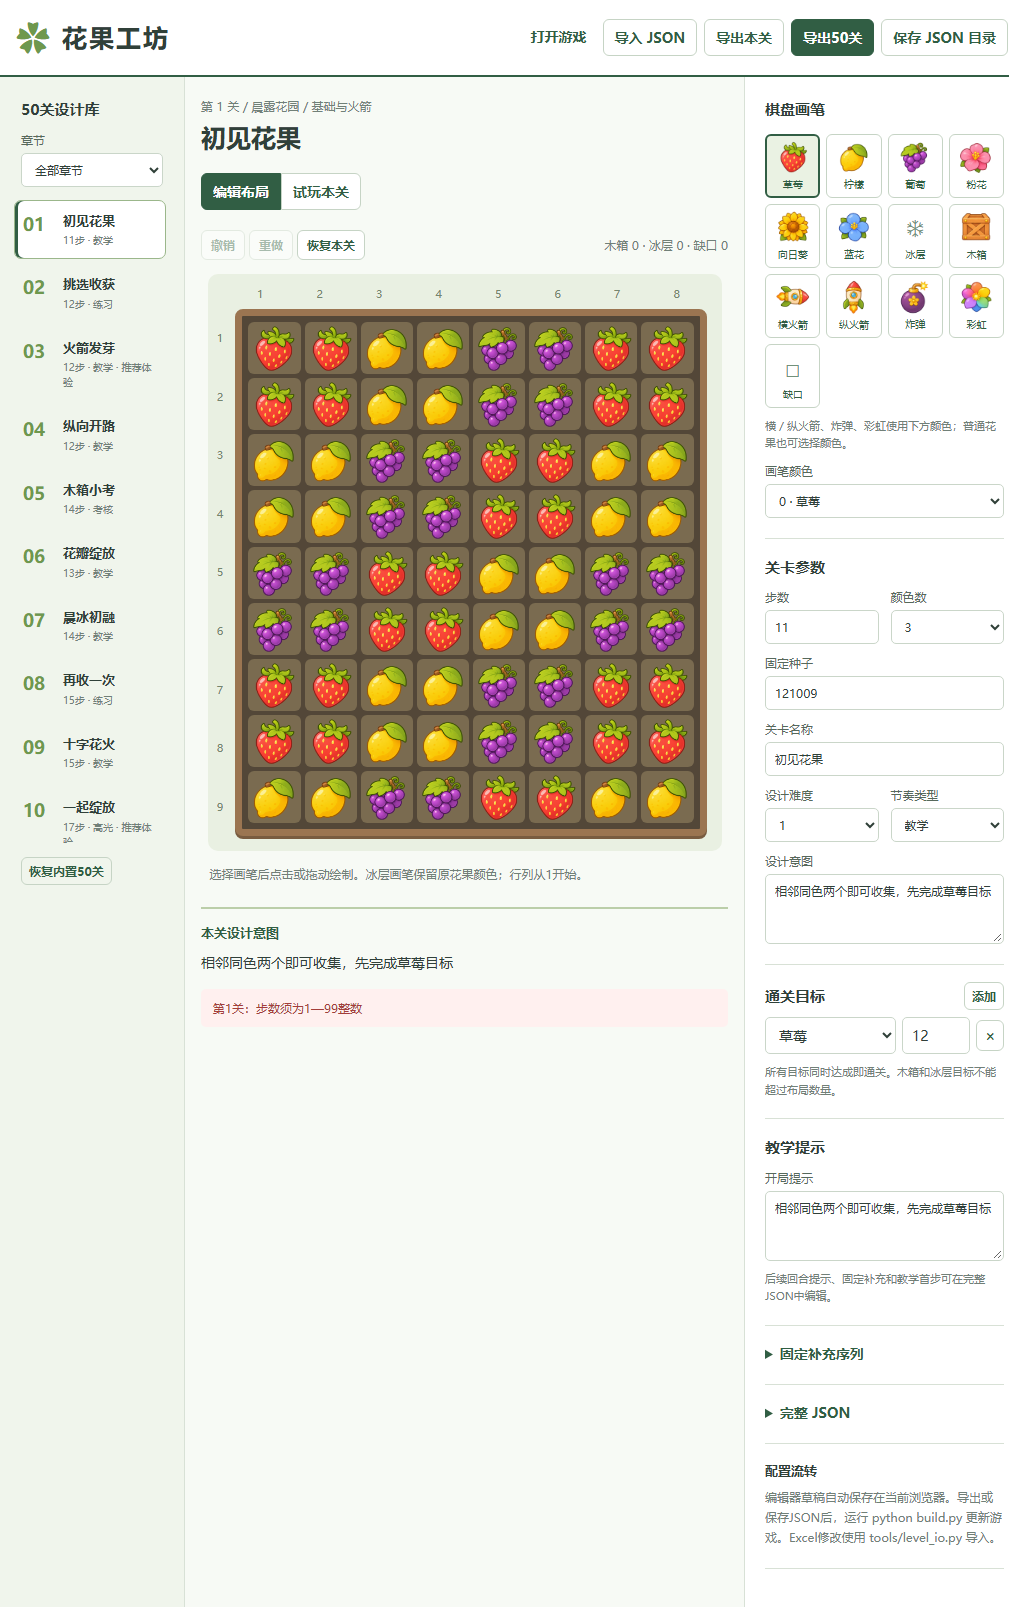 花果工坊
打开游戏
导入 JSON
导出本关
导出50关
保存 JSON 目录
50关设计库
章节
全部章节
01 初见花果
11步 · 教学
02 挑选收获
12步 · 练习
03 火箭发芽
12步 · 教学 · 推荐体
验
04 纵向开路
12步 · 教学
05 木箱小考
14步 · 考核
06 花瓣绽放
13步 · 教学
07 晨冰初融
14步 · 教学
08 再收一次
15步 · 练习
09 十字花火
15步 · 教学
10 一起绽放
17步 · 高光 · 推荐体
验
恢复内置50关
第 1 关 / 晨露花园 / 基础与火箭
初见花果
编辑布局
试玩本关
撤销
重做
恢复本关
木箱 0 · 冰层 0 · 缺口 0
1 2 3 4 5 6 7 8
1
2
3
4
5
6
7
8
9
选择画笔后点击或拖动绘制。冰层画笔保留原花果颜色；行列从1开始。
本关设计意图
相邻同色两个即可收集，先完成草莓目标
第1关：步数须为1—99整数
棋盘画笔
草莓 柠檬 葡萄 粉花
向日葵 蓝花 冰层 木箱
横火箭 纵火箭 炸弹 彩虹
缺口
横 / 纵火箭、炸弹、彩虹使用下方颜色；普通花
果也可选择颜色。
画笔颜色
0 · 草莓
关卡参数
步数 颜色数
11 3
固定种子
121009
关卡名称
初见花果
设计难度 节奏类型
1 教学
设计意图
相邻同色两个即可收集，先完成草莓目标
通关目标
添加
草莓 12 ×
所有目标同时达成即通关。木箱和冰层目标不能
超过布局数量。
教学提示
开局提示
相邻同色两个即可收集，先完成草莓目标
后续回合提示、固定补充和教学首步可在完整
JSON中编辑。
▶ 固定补充序列
▶ 完整 JSON
配置流转
编辑器草稿自动保存在当前浏览器。导出或
保存JSON后，运行 python build.py 更新游
戏。Excel修改使用 tools/level_io.py 导入。